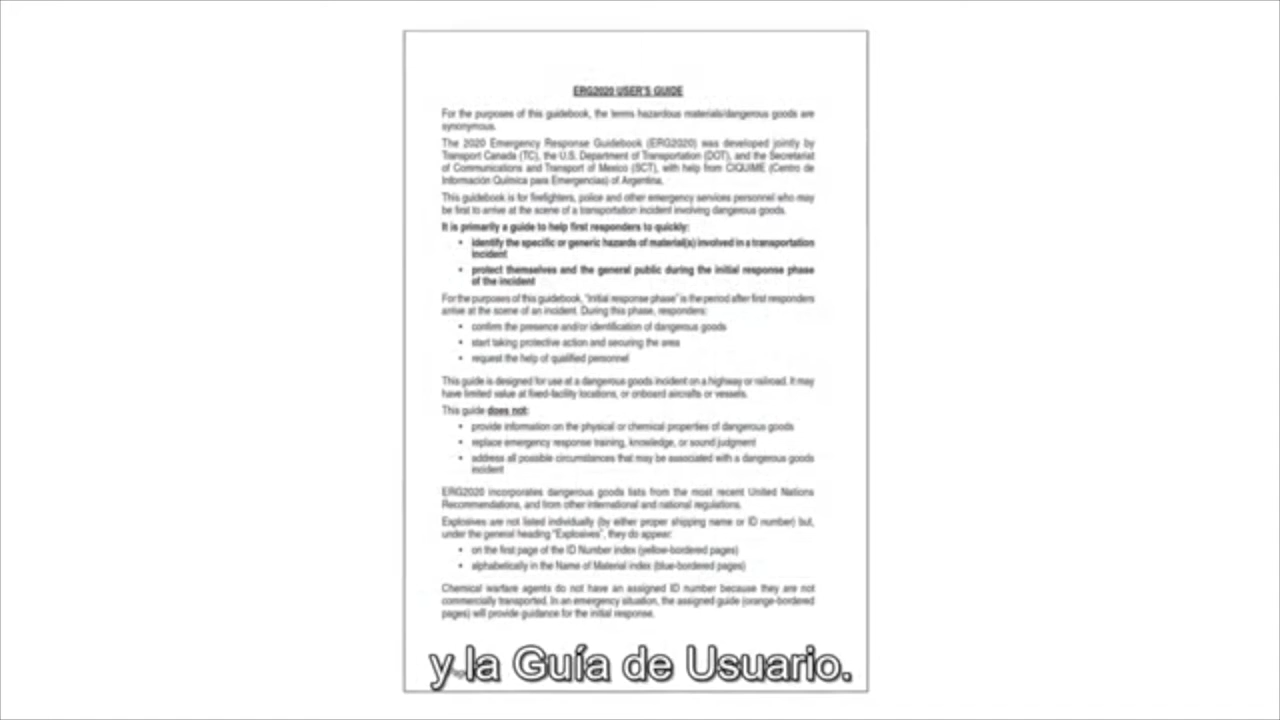 ERG2020 USER'S GUIDE
For the purposes of this guidebook, the terms hazardous materials/dangerous goods are
synonymous.
The 2020 Emergency Response Guidebook (ERG2020) was developed jointly by
Transport Canada (TC), the U.S. Department of Transportation (DOT), and the Secretariat
of Communications and Transport of Mexico (SCT), with help from CIQUIME (Centro de
Información Química para Emergencias) of Argentina.
This guidebook is for firefighters, police and other emergency services personnel who may
be first to arrive at the scene of a transportation incident involving dangerous goods.
It is primarily a guide to help first responders to quickly:
• identify the specific or generic hazards of material(s) involved in a transportation
incident
• protect themselves and the general public during the initial response phase
of the incident
For the purposes of this guidebook, "initial response phase" is the period after first responders
arrive at the scene of an incident. During this phase, responders:
• confirm the presence and/or identification of dangerous goods
• start taking protective action and securing the area
• request the help of qualified personnel
This guide is designed for use at a dangerous goods incident on a highway or railroad. It may
have limited value at fixed-facility locations, or onboard aircrafts or vessels.
This guide does not:
• provide information on the physical or chemical properties of dangerous goods
• replace emergency response training, knowledge, or sound judgment
• address all possible circumstances that may be associated with a dangerous goods
incident
ERG2020 incorporates dangerous goods lists from the most recent United Nations
Recommendations, and from other international and national regulations.
Explosives are not listed individually (by either proper shipping name or ID number) but,
under the general heading "Explosives", they do appear:
• on the first page of the ID Number index (yellow-bordered pages)
• alphabetically in the Name of Material index (blue-bordered pages)
Chemical warfare agents do not have an assigned ID number because they are not
commercially transported. In an emergency situation, the assigned guide (orange-bordered
pages) will provide guidance for the initial response.
y la Guía de Usuario.